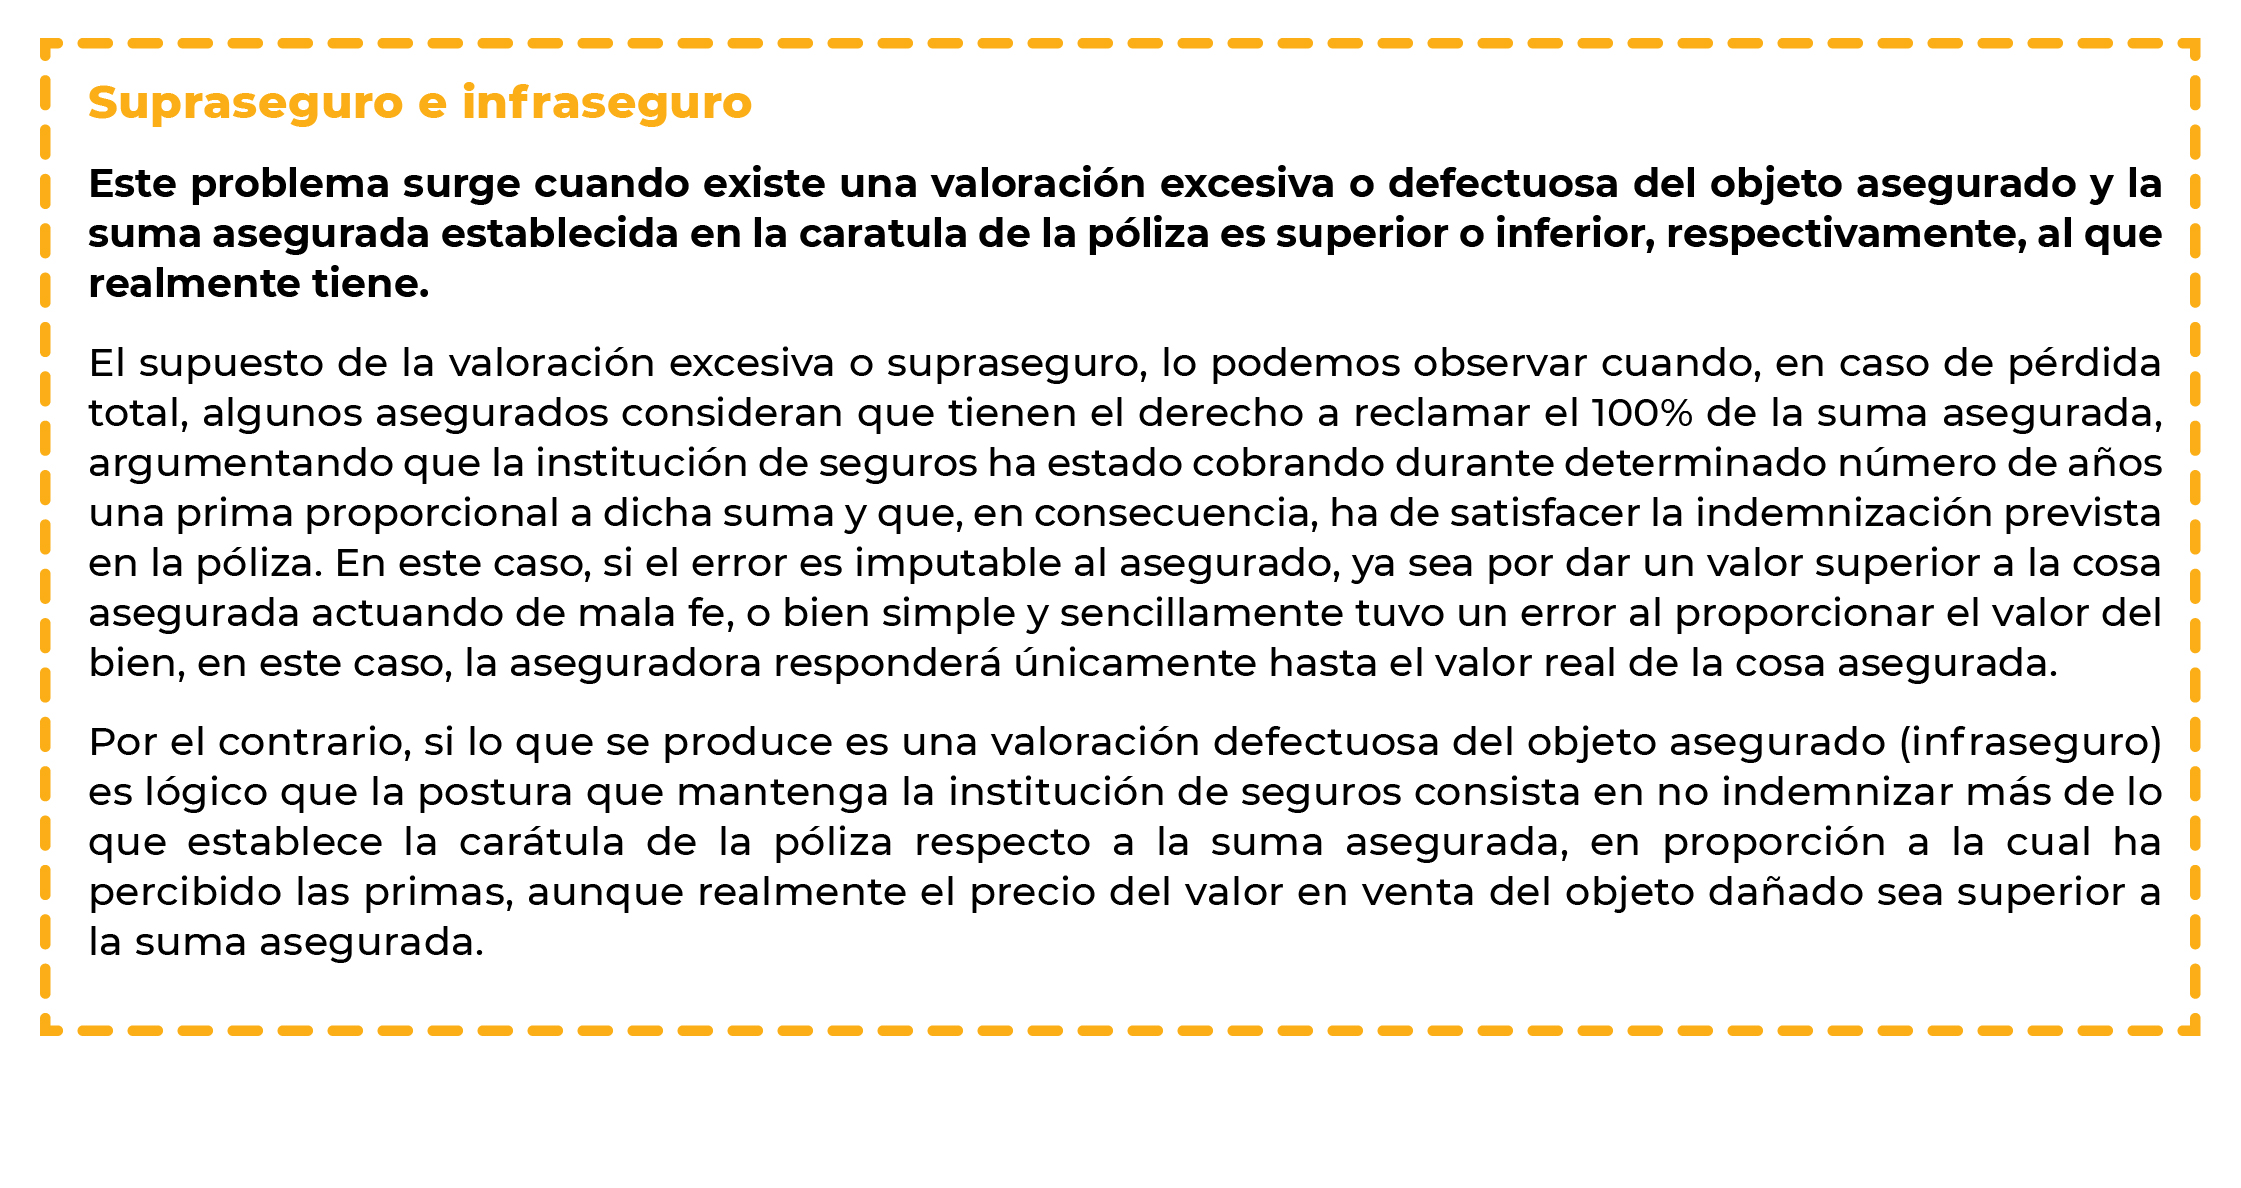 Supraseguro e infraseguro
Este problema surge cuando existe una valoración excesiva o defectuosa del objeto asegurado y la
suma asegurada establecida en la caratula de la póliza es superior o inferior, respectivamente, al que
realmente tiene.
El supuesto de la valoración excesiva o supraseguro, lo podemos observar cuando, en caso de pérdida
total, algunos asegurados consideran que tienen el derecho a reclamar el 100% de la suma asegurada,
argumentando que la institución de seguros ha estado cobrando durante determinado número de años
una prima proporcional a dicha suma y que, en consecuencia, ha de satisfacer la indemnización prevista
en la póliza. En este caso, si el error es imputable al asegurado, ya sea por dar un valor superior a la cosa
asegurada actuando de mala fe, o bien simple y sencillamente tuvo un error al proporcionar el valor del
bien, en este caso, la aseguradora responderá únicamente hasta el valor real de la cosa asegurada.
Por el contrario, si lo que se produce es una valoración defectuosa del objeto asegurado (infraseguro)
es lógico que la postura que mantenga la institución de seguros consista en no indemnizar más de lo
que establece la carátula de la póliza respecto a la suma asegurada, en proporción a la cual ha
percibido las primas, aunque realmente el precio del valor en venta del objeto dañado sea superior a
la suma asegurada.